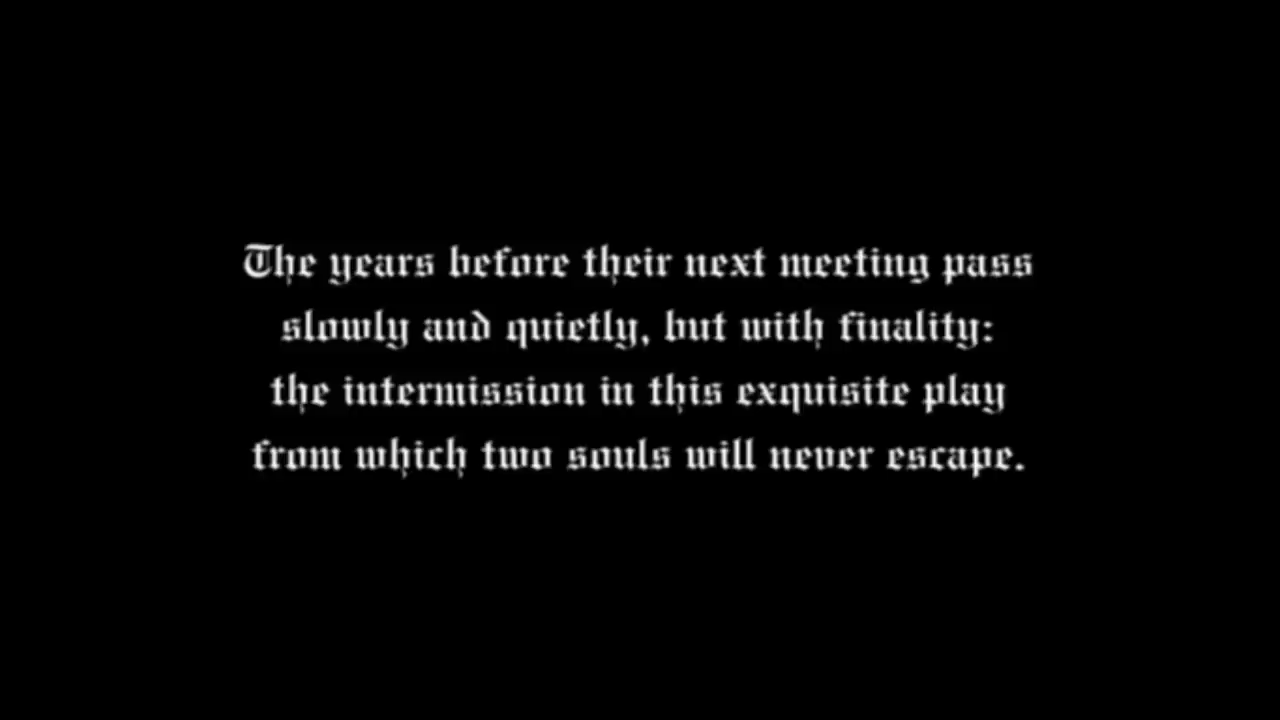 The years before their next meeting pass
slowly and quietly, but with finality:
the intermission in this exquisite play
from which two souls will never escape.